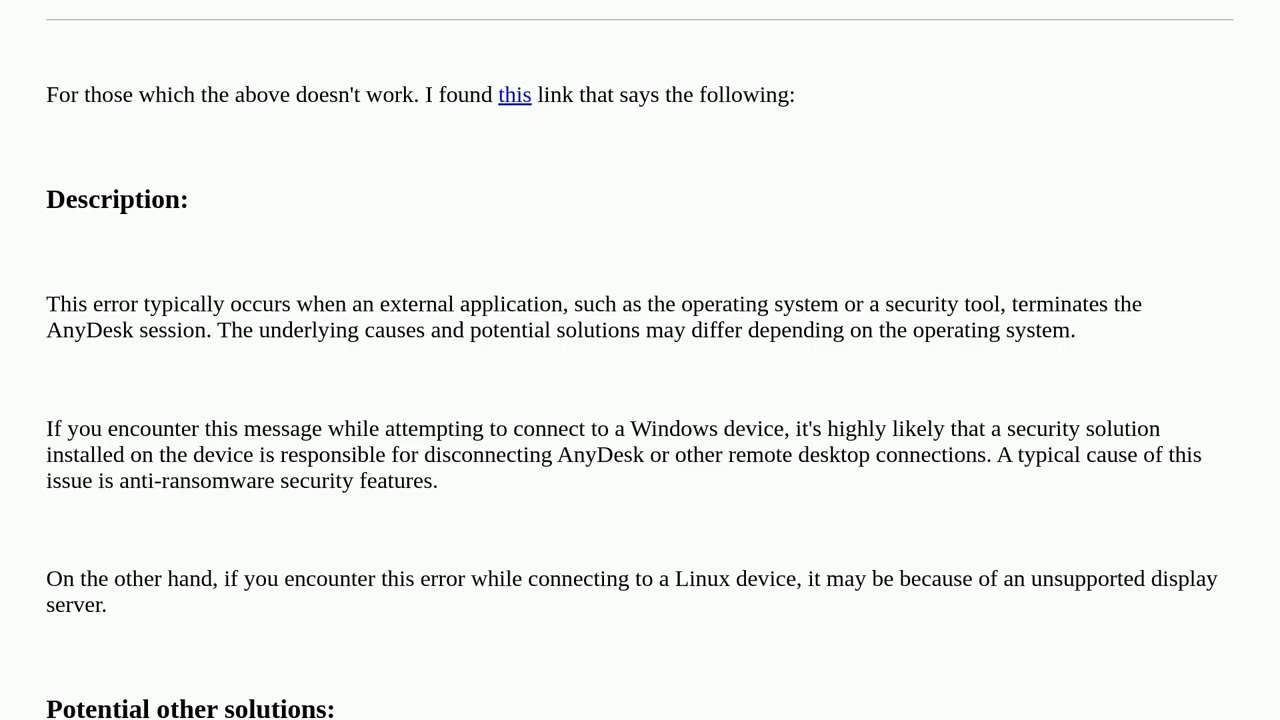 For those which the above doesn't work. I found this link that says the following:
Description:
This error typically occurs when an external application, such as the operating system or a security tool, terminates the
AnyDesk session. The underlying causes and potential solutions may differ depending on the operating system.
If you encounter this message while attempting to connect to a Windows device, it's highly likely that a security solution
installed on the device is responsible for disconnecting AnyDesk or other remote desktop connections. A typical cause of this
issue is anti-ransomware security features.
On the other hand, if you encounter this error while connecting to a Linux device, it may be because of an unsupported display
server.
Potential other solutions: